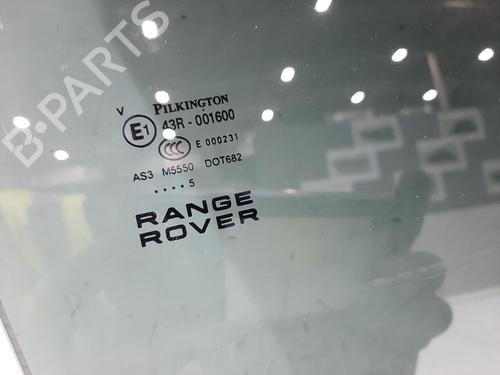 B-PARTS
V
PILKINGTON
E1
43R - 001600
CCC
E 000231
AS3 M5550 DOT682
.... 5
RANGE
ROVER